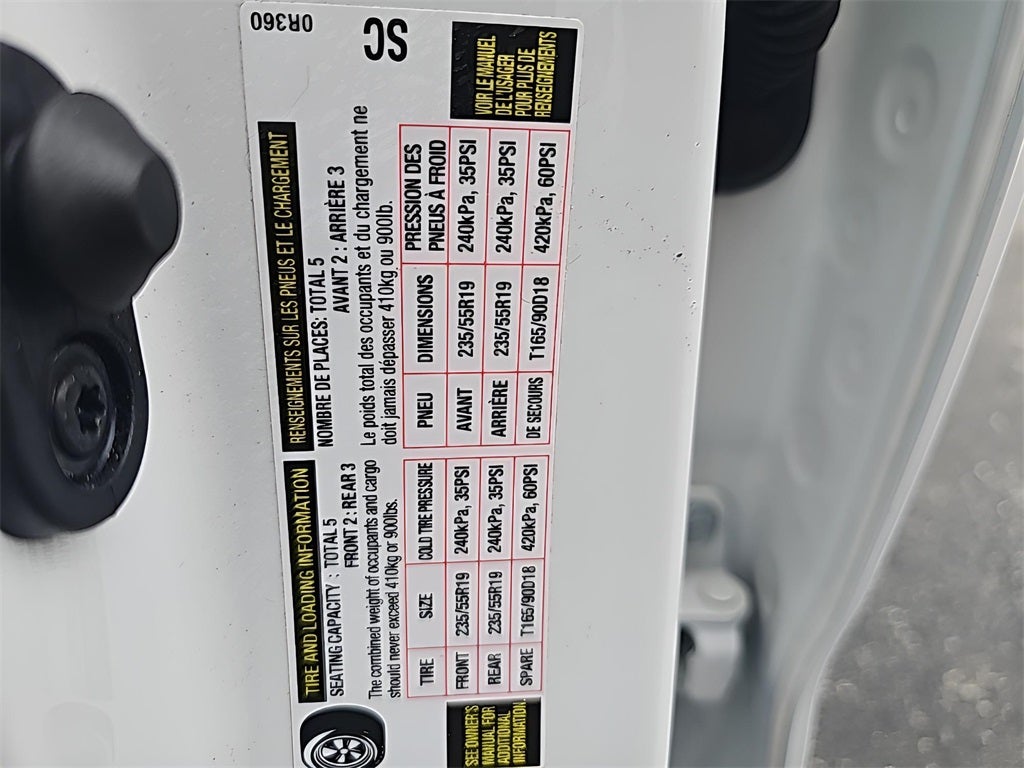 TIRE AND LOADING INFORMATION
SEATING CAPACITY : TOTAL 5
FRONT 2 : REAR 3
The combined weight of occupants and cargo
should never exceed 410kg or 900lbs.
TIRE SIZE COLD TIRE PRESSURE
FRONT 235/55R19 240kPa, 35PSI
REAR 235/55R19 240kPa, 35PSI
SPARE T165/90D18 420kPa, 60PSI
SEE OWNER'S
MANUAL FOR
ADDITIONAL
INFORMATION.
RENSEIGNEMENTS SUR LES PNEUS ET LE CHARGEMENT
NOMBRE DE PLACES: TOTAL 5
AVANT 2 : ARRIÈRE 3
Le poids total des occupants et du chargement ne
doit jamais dépasser 410kg ou 900lb.
PNEU DIMENSIONS PRESSION DES
PNEUS À FROID
AVANT 235/55R19 240kPa, 35PSI
ARRIÈRE 235/55R19 240kPa, 35PSI
DE SECOURS T165/90D18 420kPa, 60PSI
VOIR LE MANUEL
DE L'USAGER
POUR PLUS DE
RENSEIGNEMENTS
SC
0R360